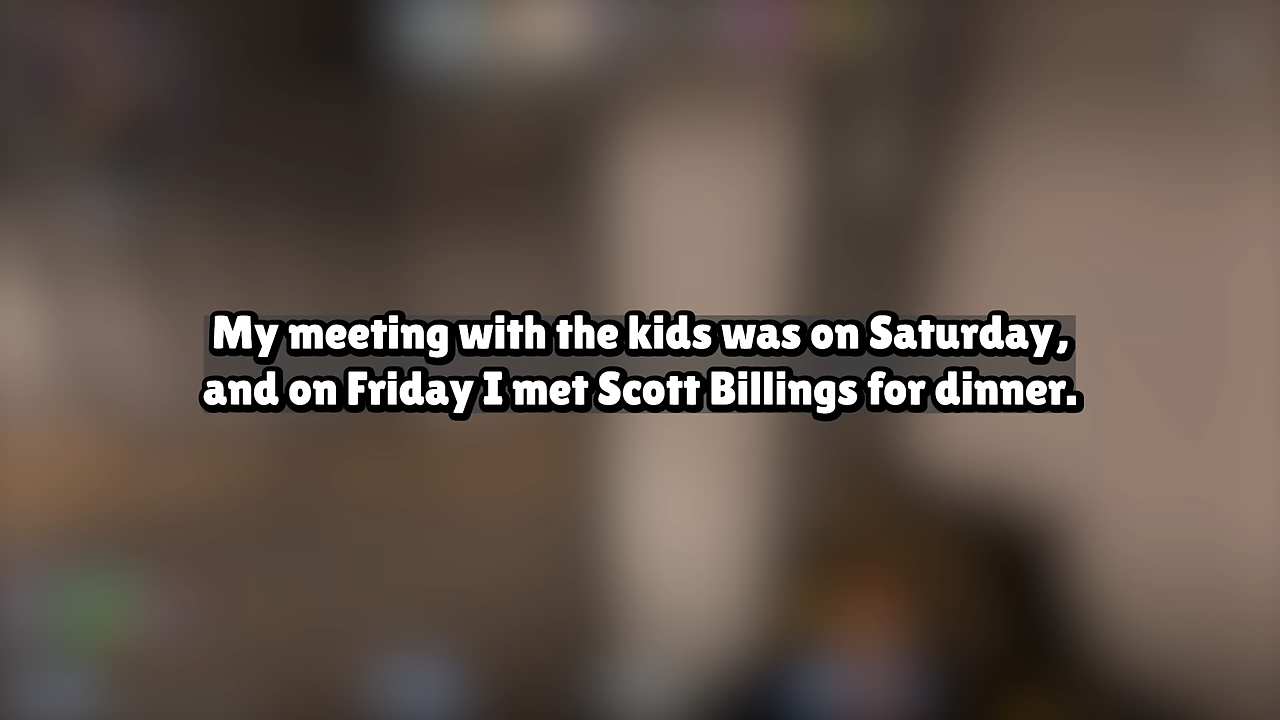 My meeting with the kids was on Saturday,
and on Friday I met Scott Billings for dinner.